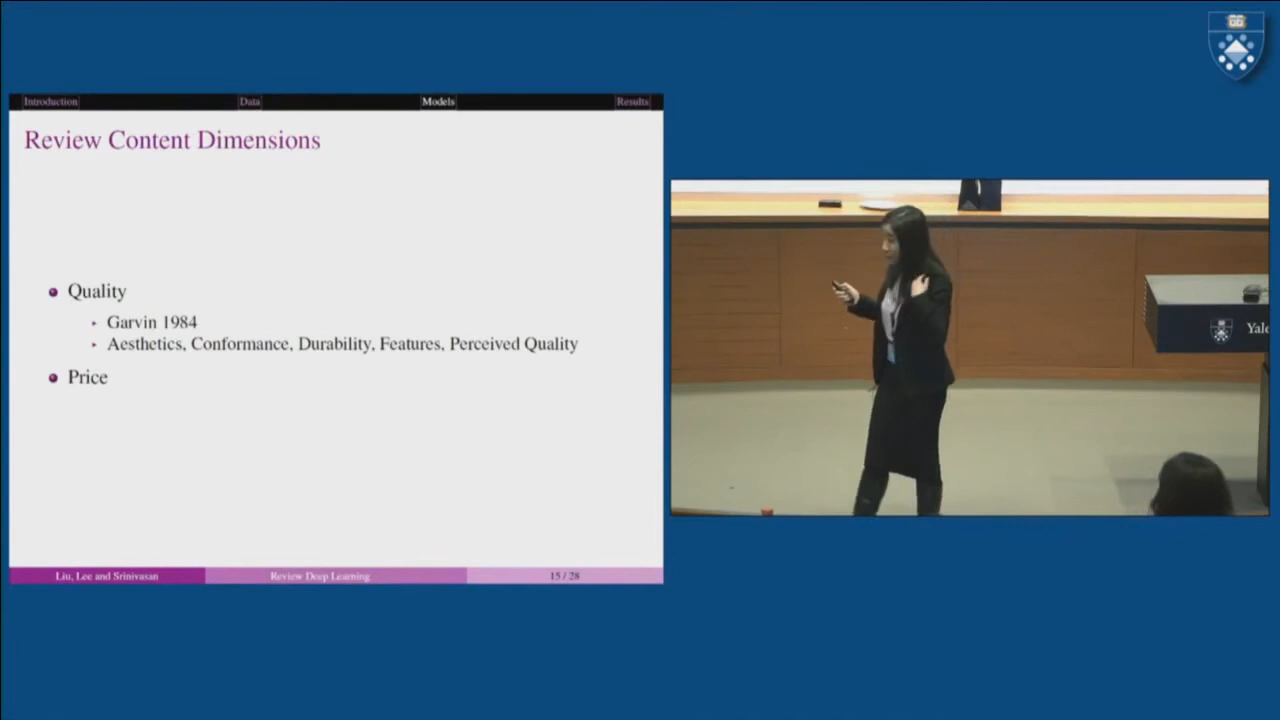 Introduction
Data
Models
Results
Review Content Dimensions
Quality
Garvin 1984
Aesthetics, Conformance, Durability, Features, Perceived Quality
Price
Liu, Lee and Srinivasan
Review Deep Learning
15 / 28